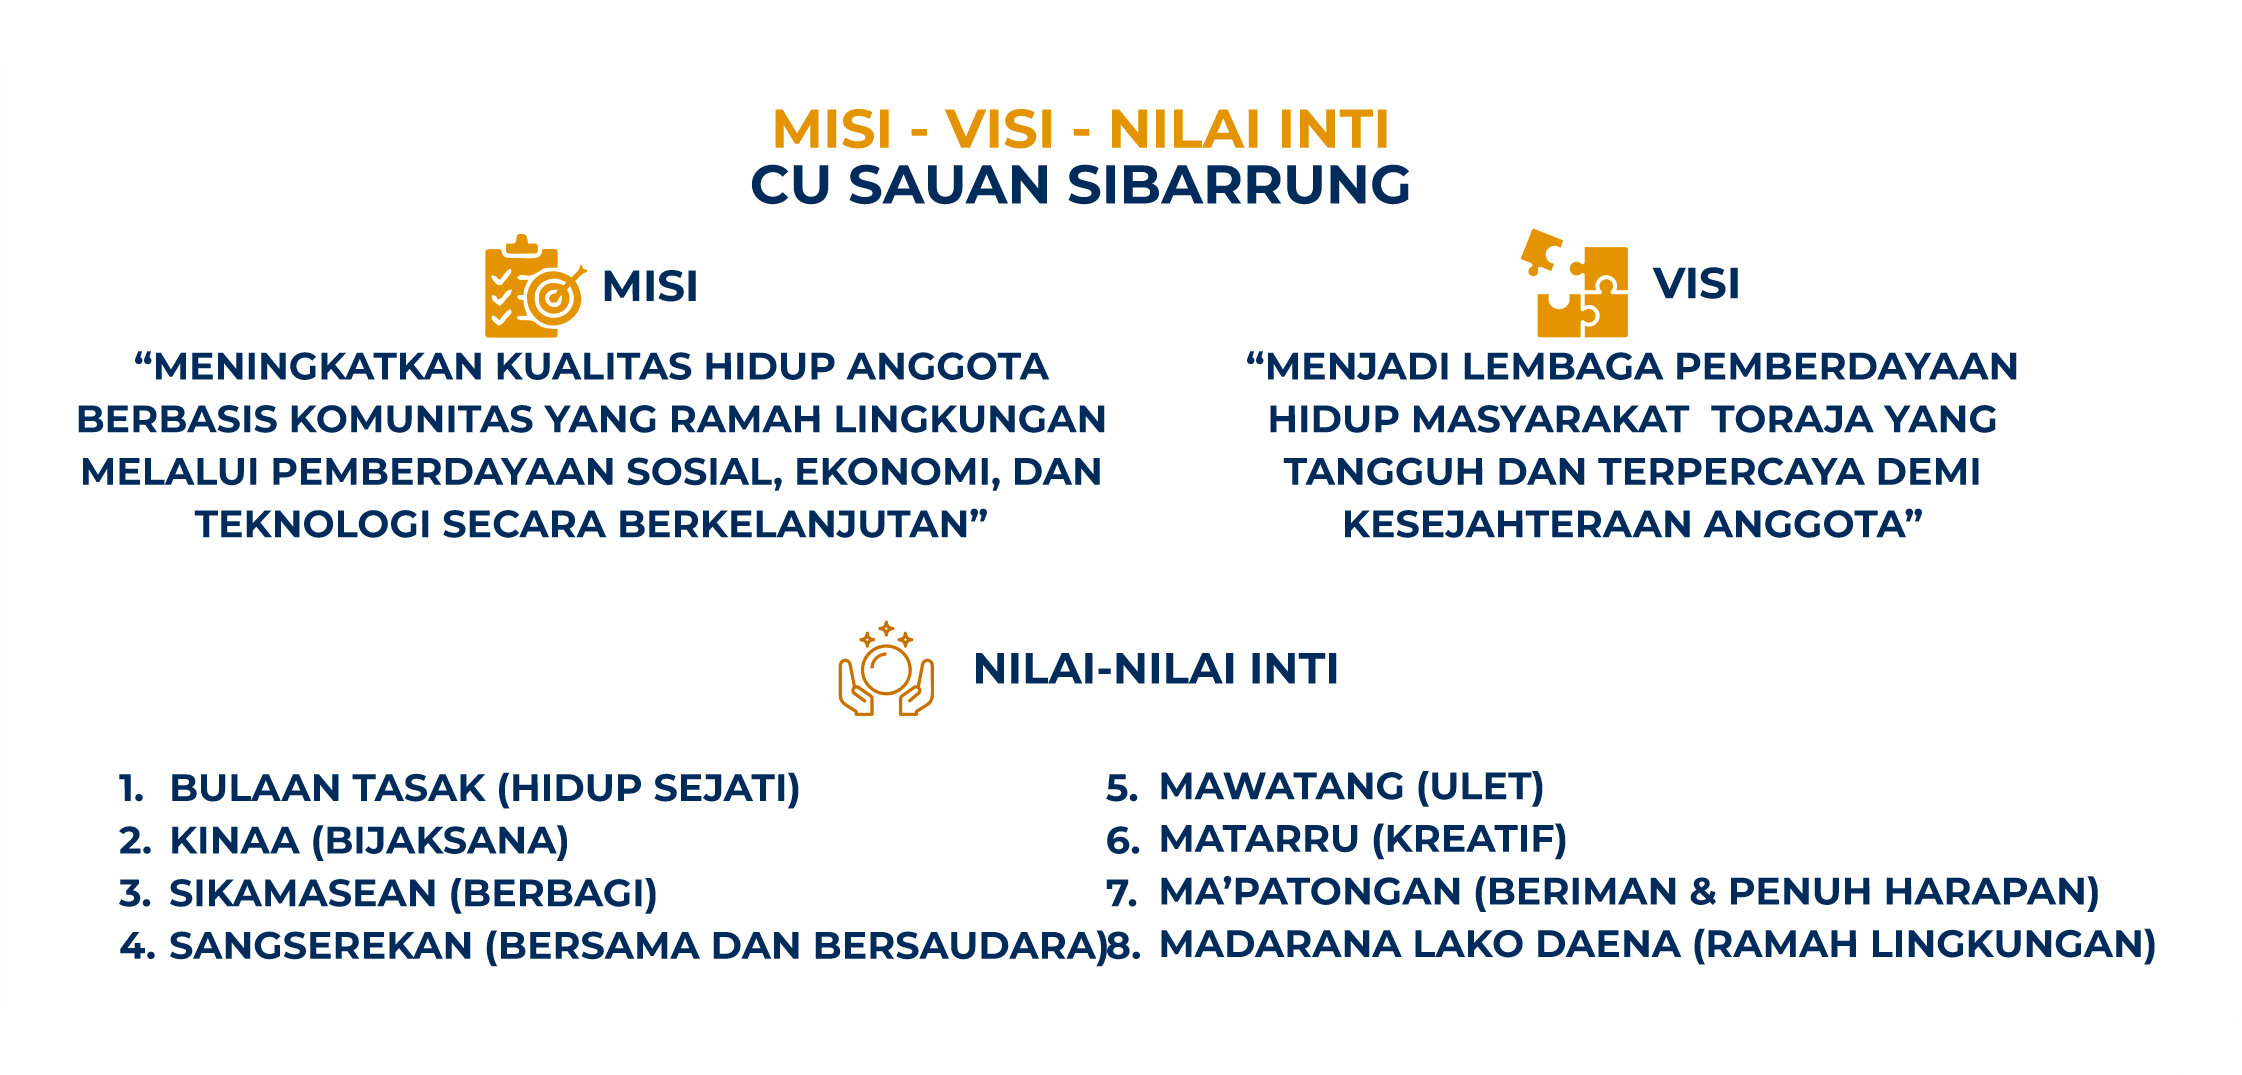 MISI - VISI - NILAI INTI
CU SAUAN SIBARRUNG
MISI
“MENINGKATKAN KUALITAS HIDUP ANGGOTA
BERBASIS KOMUNITAS YANG RAMAH LINGKUNGAN
MELALUI PEMBERDAYAAN SOSIAL, EKONOMI, DAN
TEKNOLOGI SECARA BERKELANJUTAN”
VISI
“MENJADI LEMBAGA PEMBERDAYAAN
HIDUP MASYARAKAT TORAJA YANG
TANGGUH DAN TERPERCAYA DEMI
KESEJAHTERAAN ANGGOTA”
NILAI-NILAI INTI
1. BULAAN TASAK (HIDUP SEJATI)
2. KINAA (BIJAKSANA)
3. SIKAMASEAN (BERBAGI)
4. SANGSEREKAN (BERSAMA DAN BERSAUDARA)
5. MAWATANG (ULET)
6. MATARRU (KREATIF)
7. MA’PATONGAN (BERIMAN & PENUH HARAPAN)
8. MADARANA LAKO DAENA (RAMAH LINGKUNGAN)